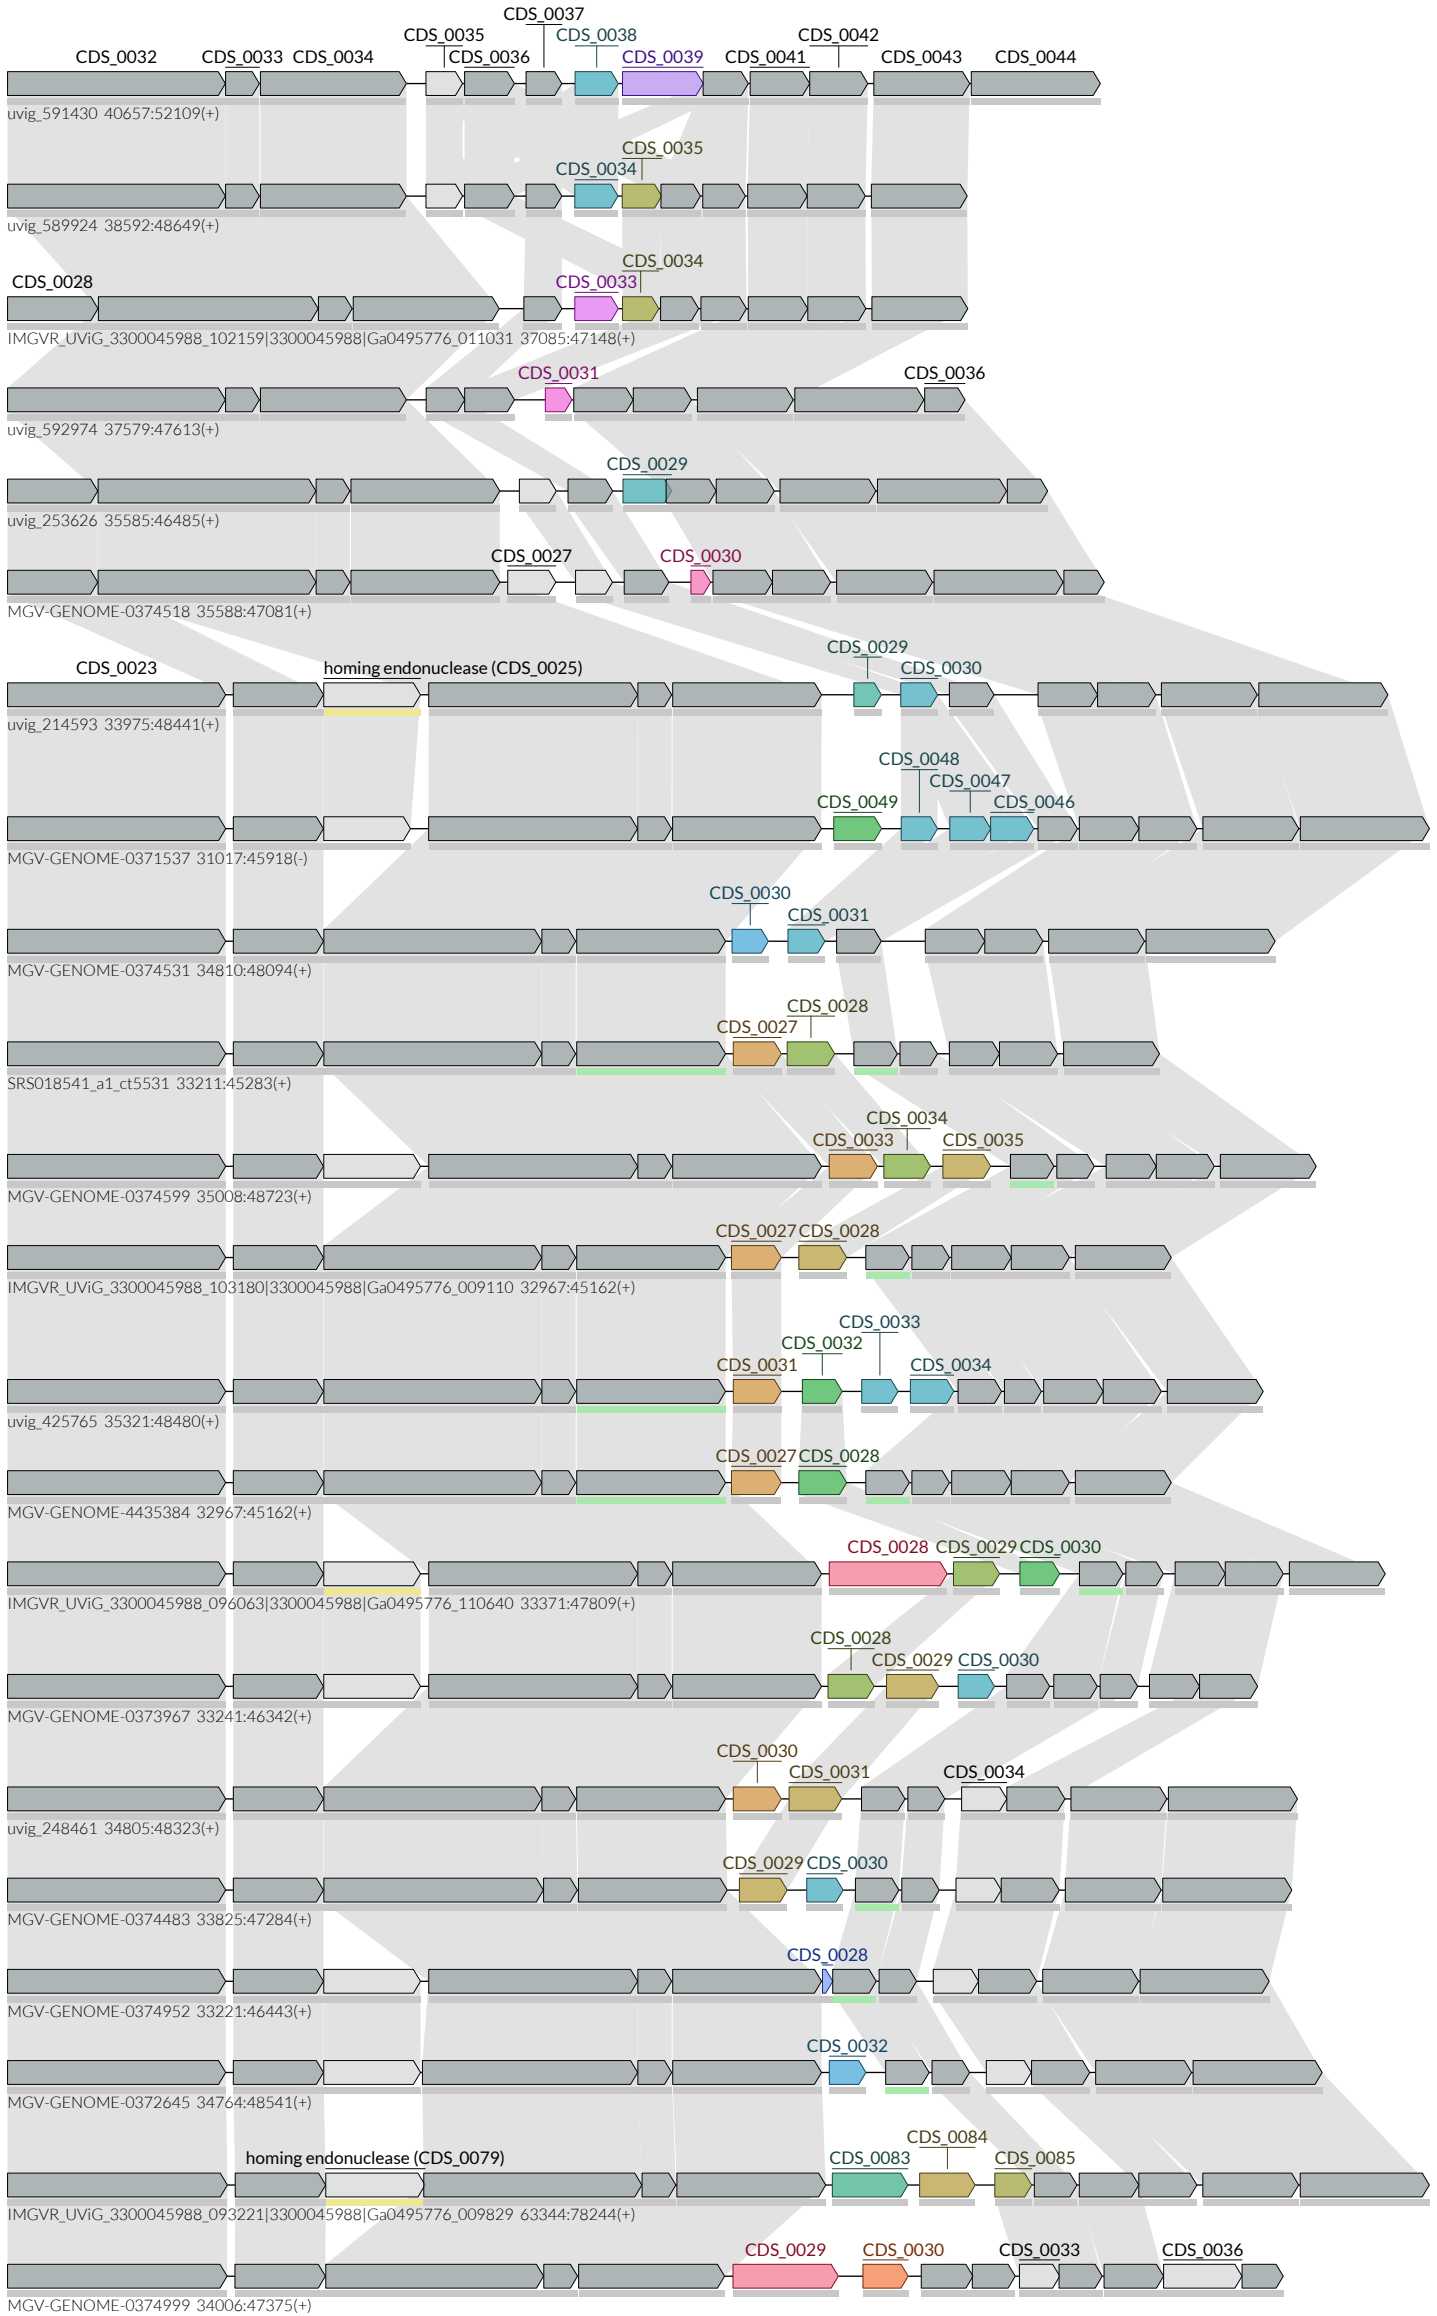 CDS_0037
CDS_0035 CDS_0038 CDS_0042
CDS_0032 CDS_0033 CDS_0034 CDS_0036 CDS_0039 CDS_0041 CDS_0043 CDS_0044
uvig_591430 40657:52109(+)
CDS_0035
CDS_0034
uvig_589924 38592:48649(+)
CDS_0034
CDS_0028 CDS_0033
IMGVR_UViG_3300045988_102159|3300045988|Ga0495776_011031 37085:47148(+)
CDS_0031 CDS_0036
uvig_592974 37579:47613(+)
CDS_0029
uvig_253626 35585:46485(+)
CDS_0027 CDS_0030
MGV-GENOME-0374518 35588:47081(+)
CDS_0029
CDS_0023 homing endonuclease (CDS_0025) CDS_0030
uvig_214593 33975:48441(+)
CDS_0048
CDS_0047
CDS_0049 CDS_0046
MGV-GENOME-0371537 31017:45918(-)
CDS_0030
CDS_0031
MGV-GENOME-0374531 34810:48094(+)
CDS_0028
CDS_0027
SRS018541_a1_ct5531 33211:45283(+)
CDS_0034
CDS_0033 CDS_0035
MGV-GENOME-0374599 35008:48723(+)
CDS_0027 CDS_0028
IMGVR_UViG_3300045988_103180|3300045988|Ga0495776_009110 32967:45162(+)
CDS_0033
CDS_0032
CDS_0031 CDS_0034
uvig_425765 35321:48480(+)
CDS_0027 CDS_0028
MGV-GENOME-4435384 32967:45162(+)
CDS_0028 CDS_0029 CDS_0030
IMGVR_UViG_3300045988_096063|3300045988|Ga0495776_110640 33371:47809(+)
CDS_0028
CDS_0029 CDS_0030
MGV-GENOME-0373967 33241:46342(+)
CDS_0030
CDS_0031 CDS_0034
uvig_248461 34805:48323(+)
CDS_0029 CDS_0030
MGV-GENOME-0374483 33825:47284(+)
CDS_0028
MGV-GENOME-0374952 33221:46443(+)
CDS_0032
MGV-GENOME-0372645 34764:48541(+)
CDS_0084
homing endonuclease (CDS_0079) CDS_0083 CDS_0085
IMGVR_UViG_3300045988_093221|3300045988|Ga0495776_009829 63344:78244(+)
CDS_0029 CDS_0030 CDS_0033 CDS_0036
MGV-GENOME-0374999 34006:47375(+)